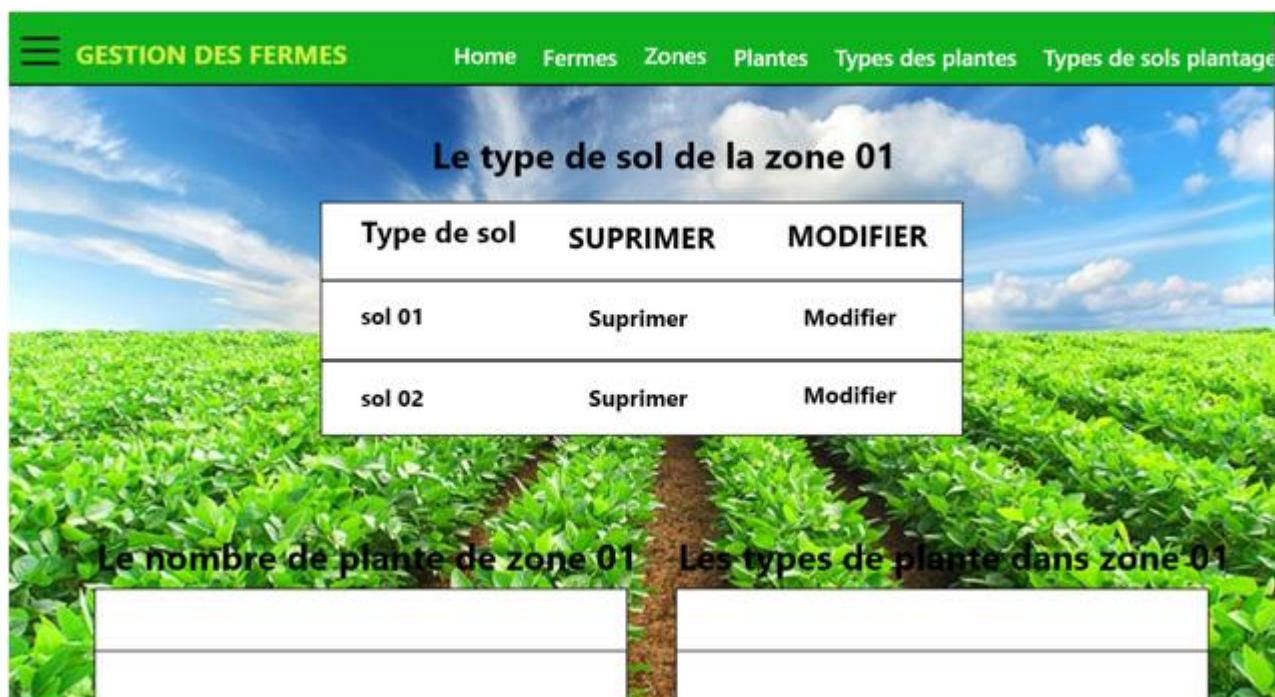 GESTION DES FERMES Home Fermes Zones Plantes Types des plantes Types de sols plantage
Le type de sol de la zone 01
Type de sol SUPRIMER MODIFIER
sol 01 Suprimer Modifier
sol 02 Suprimer Modifier
Le nombre de plante de zone 01 Les types de plante dans zone 01